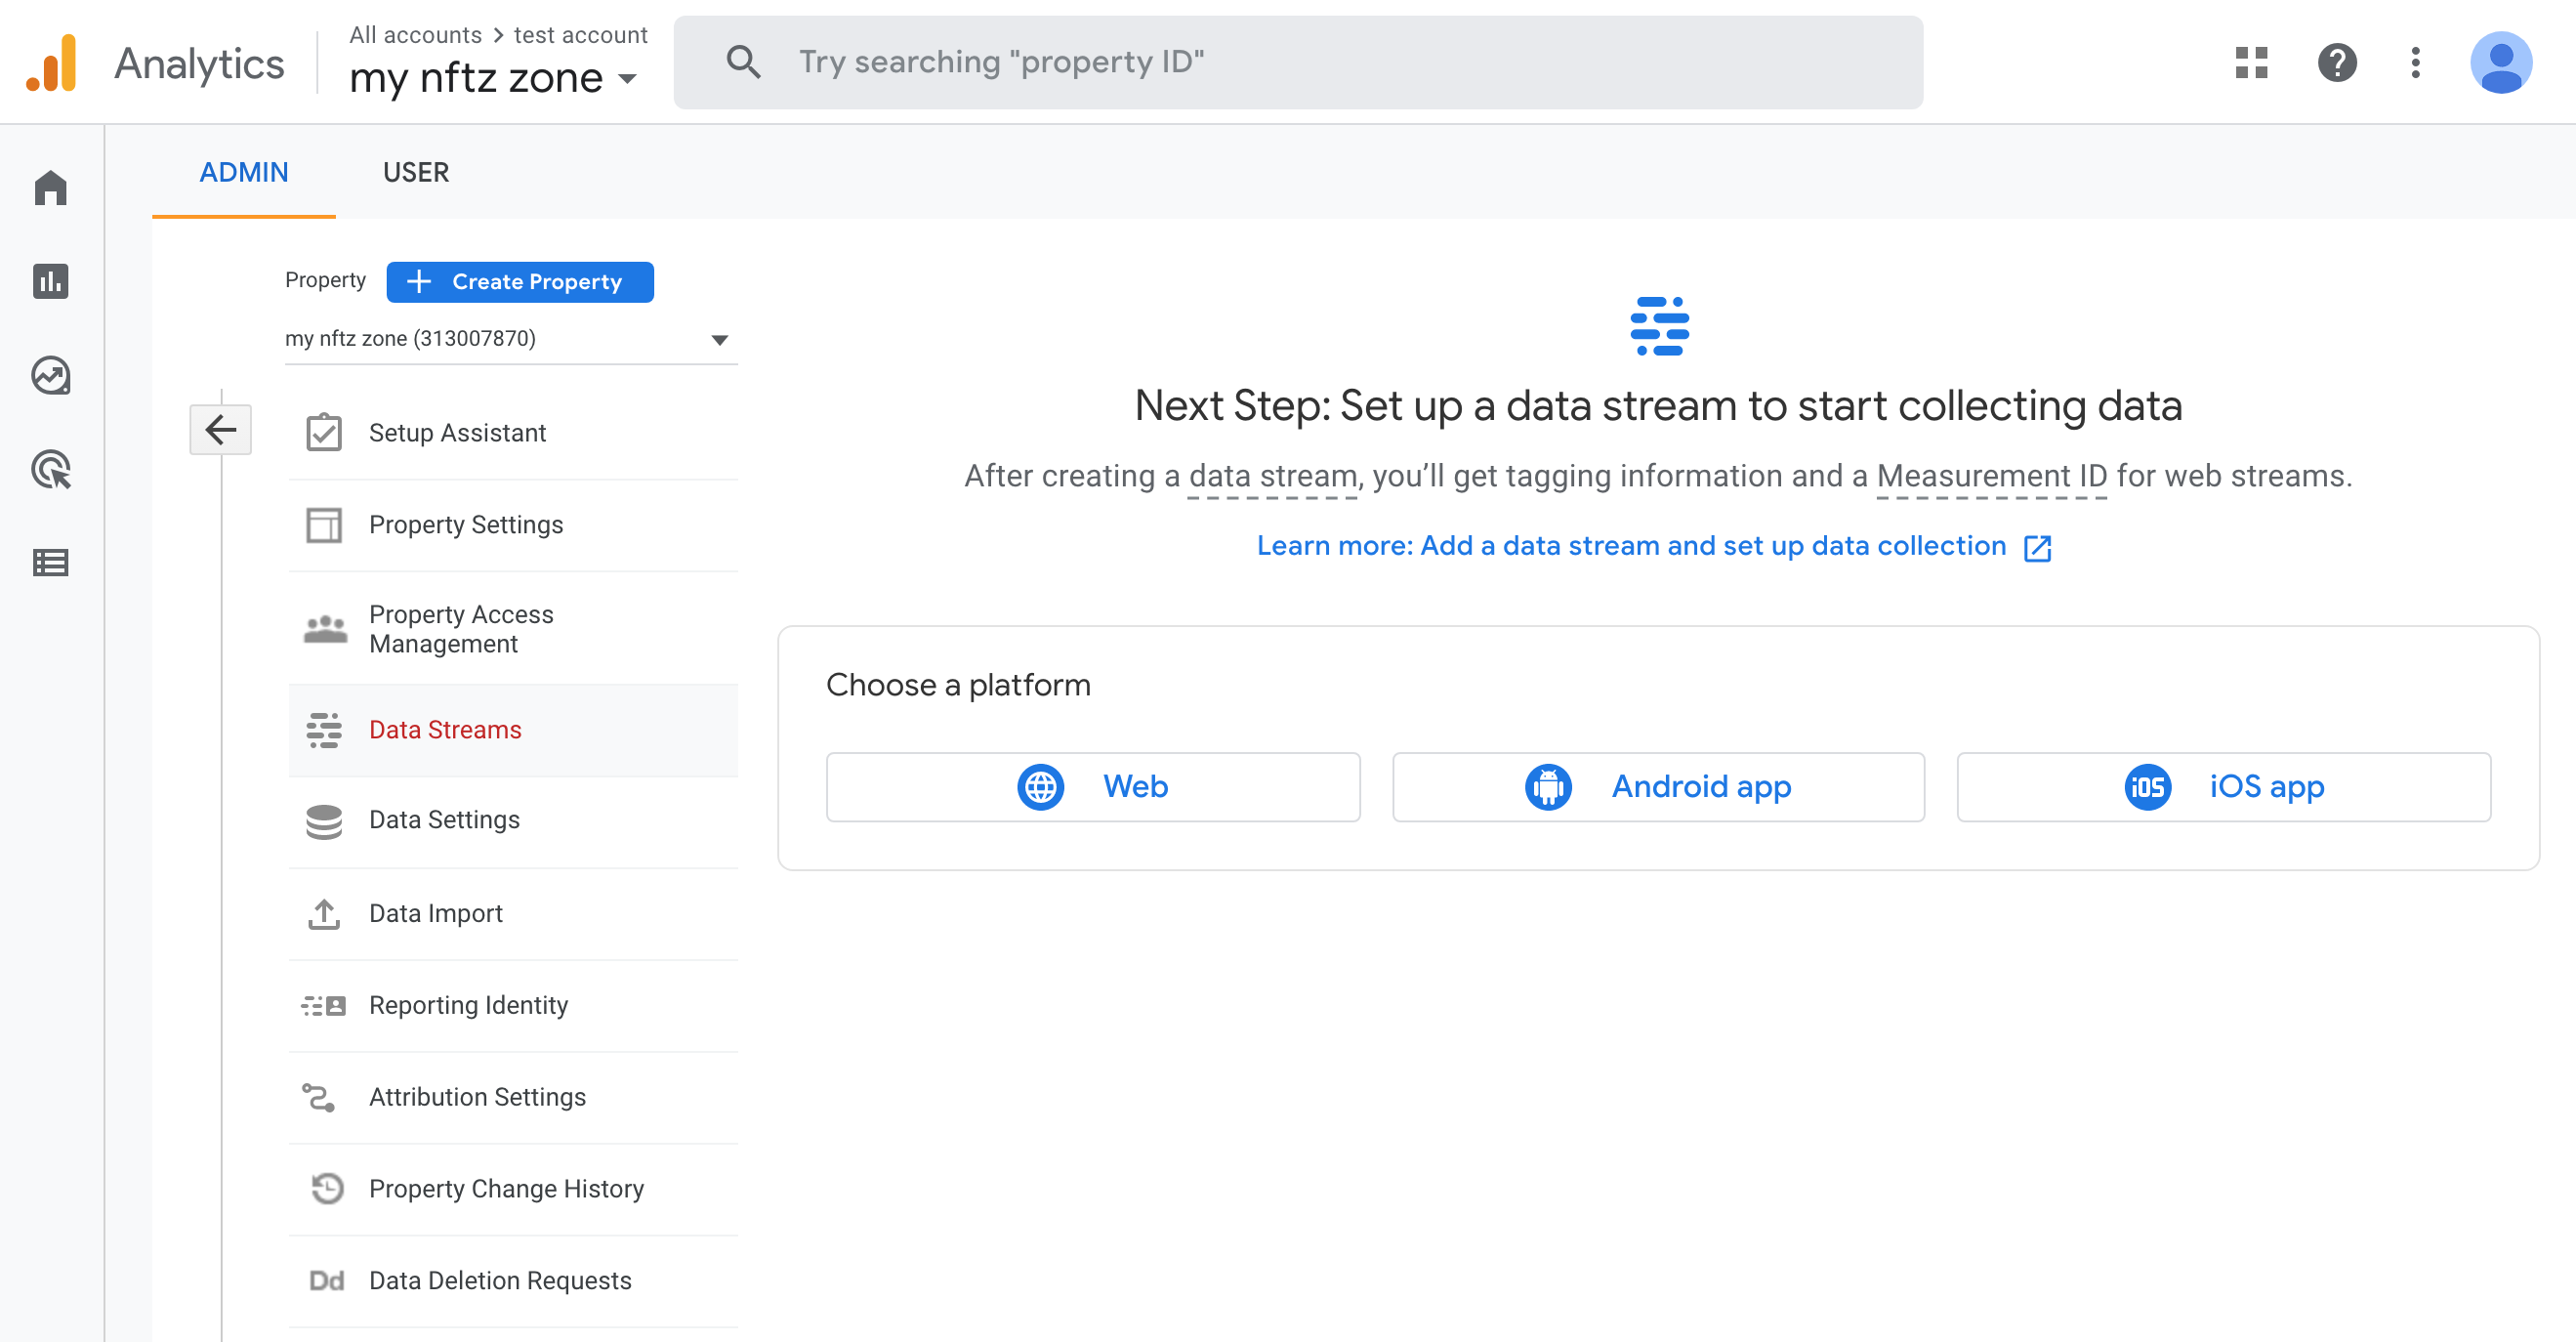 Analytics
All accounts > test account
my nftz zone
Try searching "property ID"
ADMIN
USER
Property
Create Property
my nftz zone (313007870)
Setup Assistant
Property Settings
Property Access
Management
Data Streams
Data Settings
Data Import
Reporting Identity
Attribution Settings
Property Change History
Dd Data Deletion Requests
Next Step: Set up a data stream to start collecting data
After creating a data stream, you’ll get tagging information and a Measurement ID for web streams.
Learn more: Add a data stream and set up data collection
Choose a platform
Web
Android app
iOS iOS app